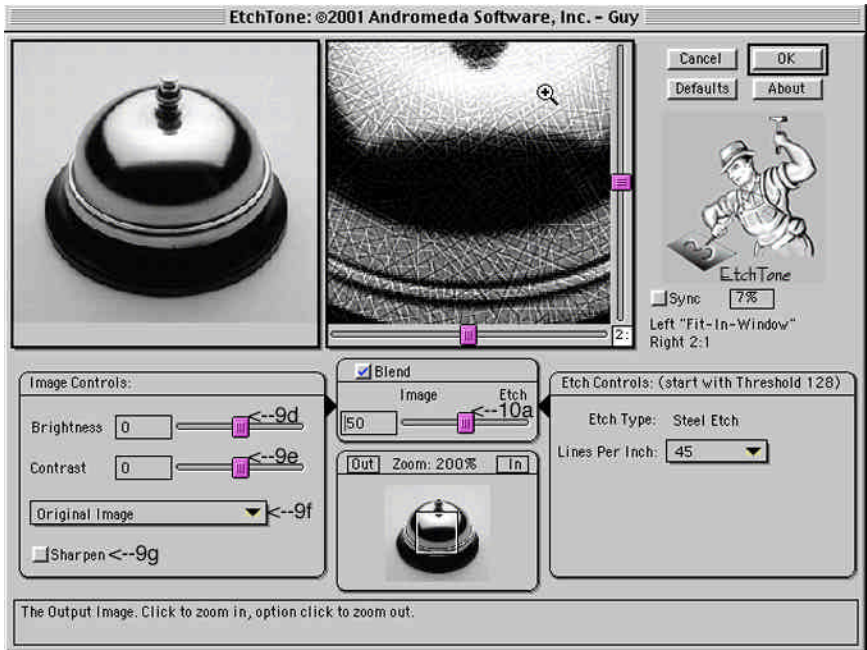 EtchTone: ©2001 Andromeda Software, Inc. - Guy
Cancel
OK
Defaults
About
EtchTone
Sync
7%
Left "Fit-In-Window"
Right 2:1
2:
Image Controls:
Brightness 0 <--9d
Contrast 0 <--9e
Original Image <--9f
Sharpen <--9g
Blend
Image Etch
50 <--10a
Out Zoom: 200% In
Etch Controls: (start with Threshold 128)
Etch Type: Steel Etch
Lines Per Inch: 45
The Output Image. Click to zoom in, option click to zoom out.